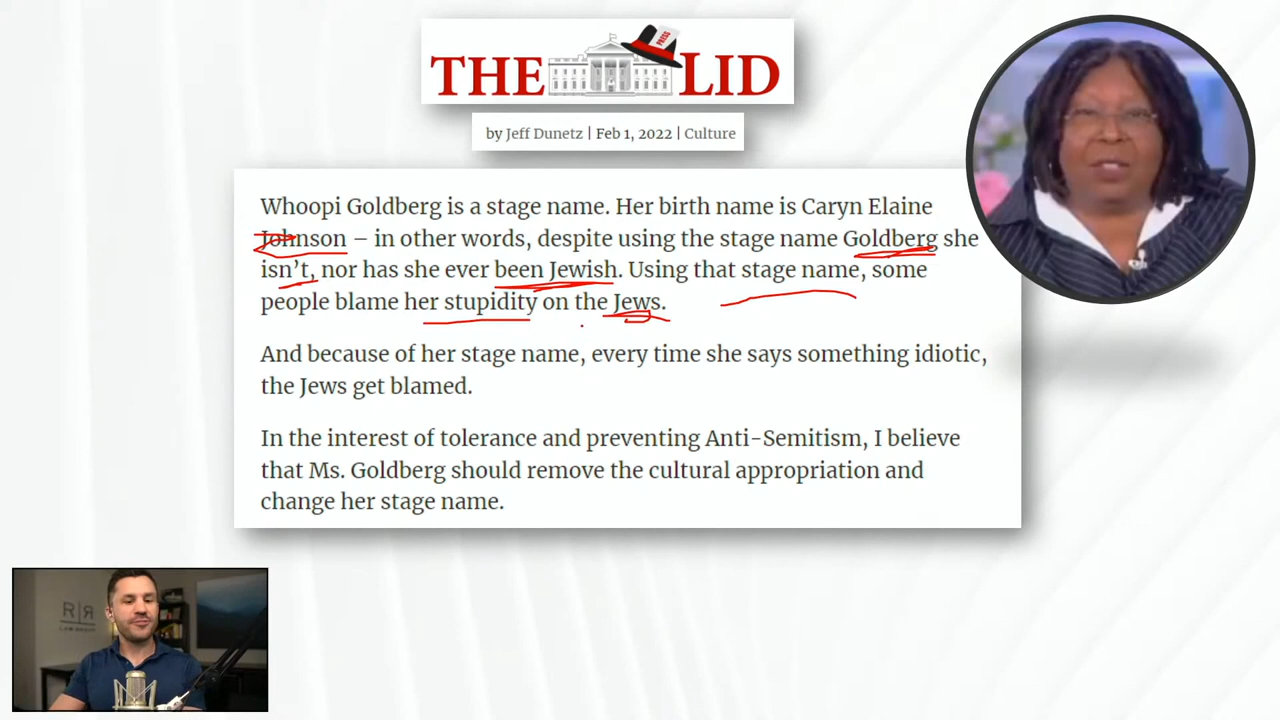 THE LID
PRESS
by Jeff Dunetz | Feb 1, 2022 | Culture
Whoopi Goldberg is a stage name. Her birth name is Caryn Elaine
Johnson – in other words, despite using the stage name Goldberg she
isn’t, nor has she ever been Jewish. Using that stage name, some
people blame her stupidity on the Jews.
And because of her stage name, every time she says something idiotic,
the Jews get blamed.
In the interest of tolerance and preventing Anti-Semitism, I believe
that Ms. Goldberg should remove the cultural appropriation and
change her stage name.
R|R
LAW GROUP